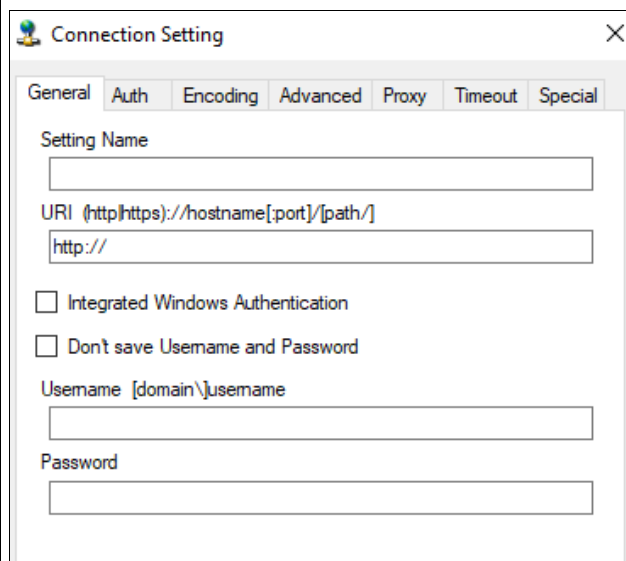 Connection Setting
General Auth Encoding Advanced Proxy Timeout Special
Setting Name
URI (http|https)://hostname[:port]/[path/]
http://
Integrated Windows Authentication
Don't save Username and Password
Username [domain\]username
Password